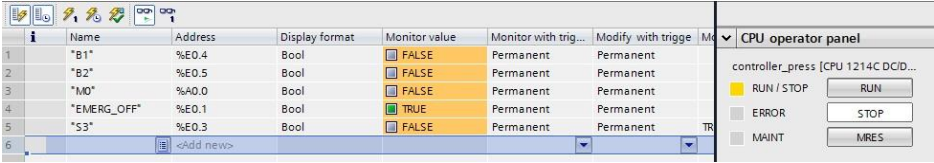 i Name Address Display format Monitor value Monitor with trig... Modify with trigge
1 "B1" %E0.4 Bool FALSE Permanent Permanent
2 "B2" %E0.5 Bool FALSE Permanent Permanent
3 "M0" %A0.0 Bool FALSE Permanent Permanent
4 "EMERG_OFF" %E0.1 Bool TRUE Permanent Permanent
5 "S3" %E0.3 Bool FALSE Permanent Permanent TR
6 <Add new>
CPU operator panel
controller_press [CPU 1214C DC/D...
RUN / STOP RUN
ERROR STOP
MAINT MRES